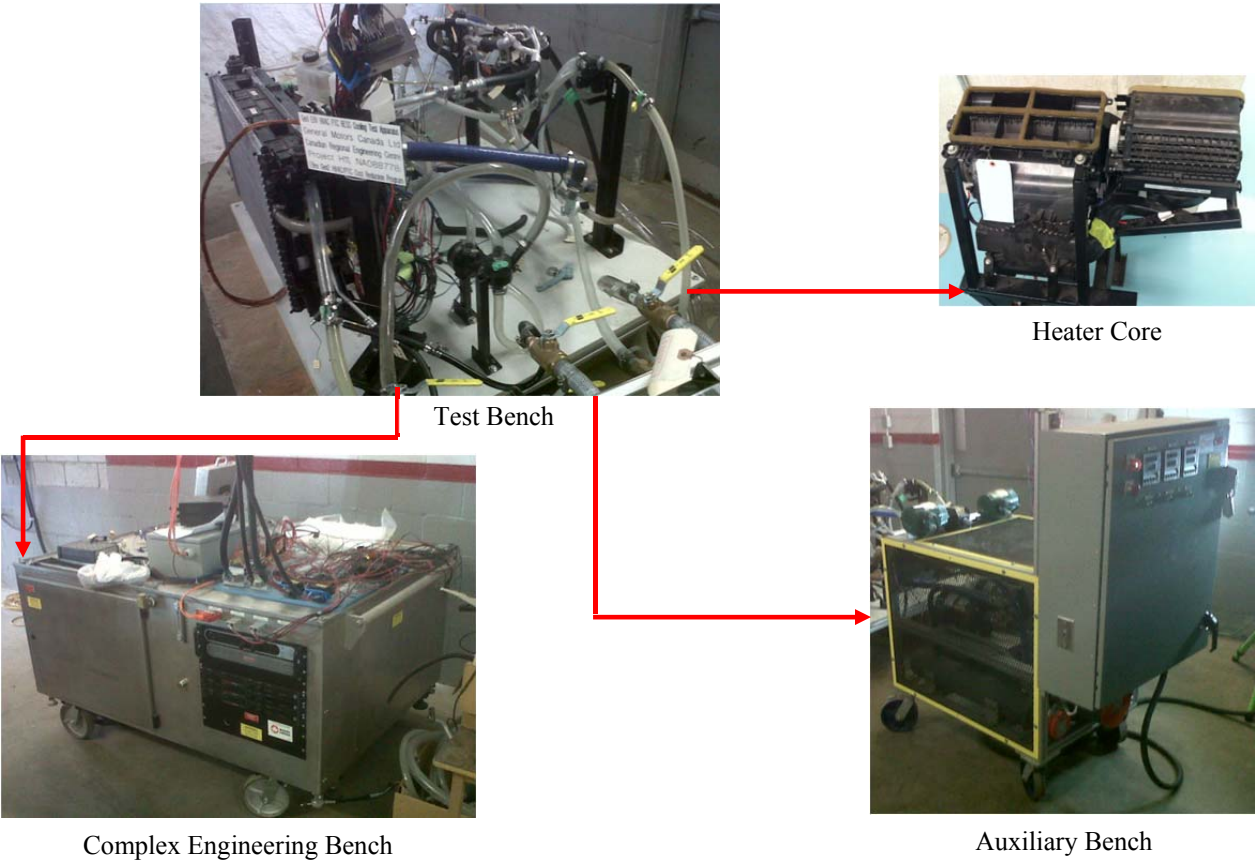 General Motors Canada Ltd
Canadian Regional Engineering Centre
Heater Core
Test Bench
Complex Engineering Bench
Auxiliary Bench